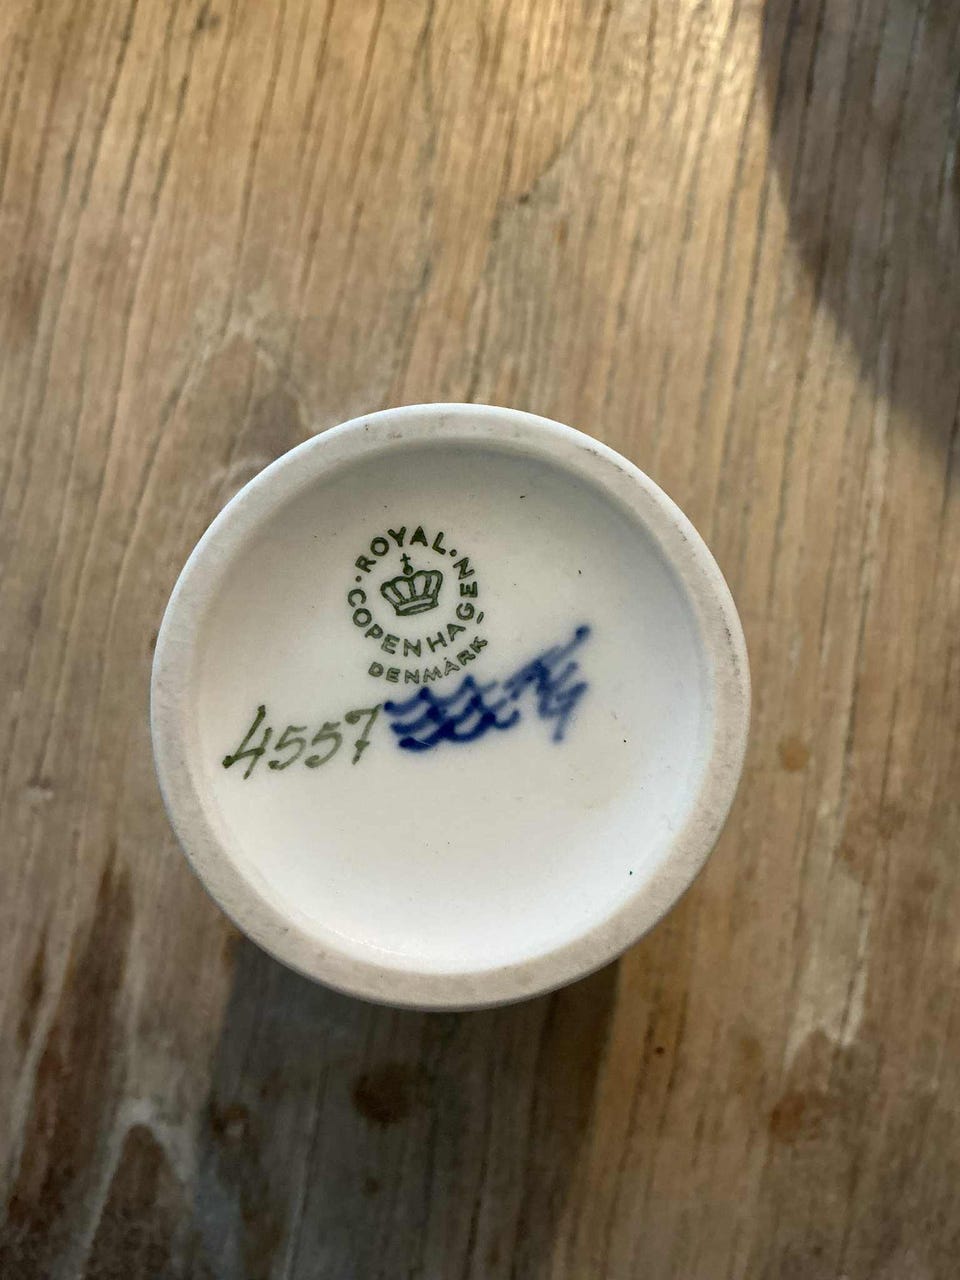 · ROYAL ·
COPENHAGEN
DENMARK
4557